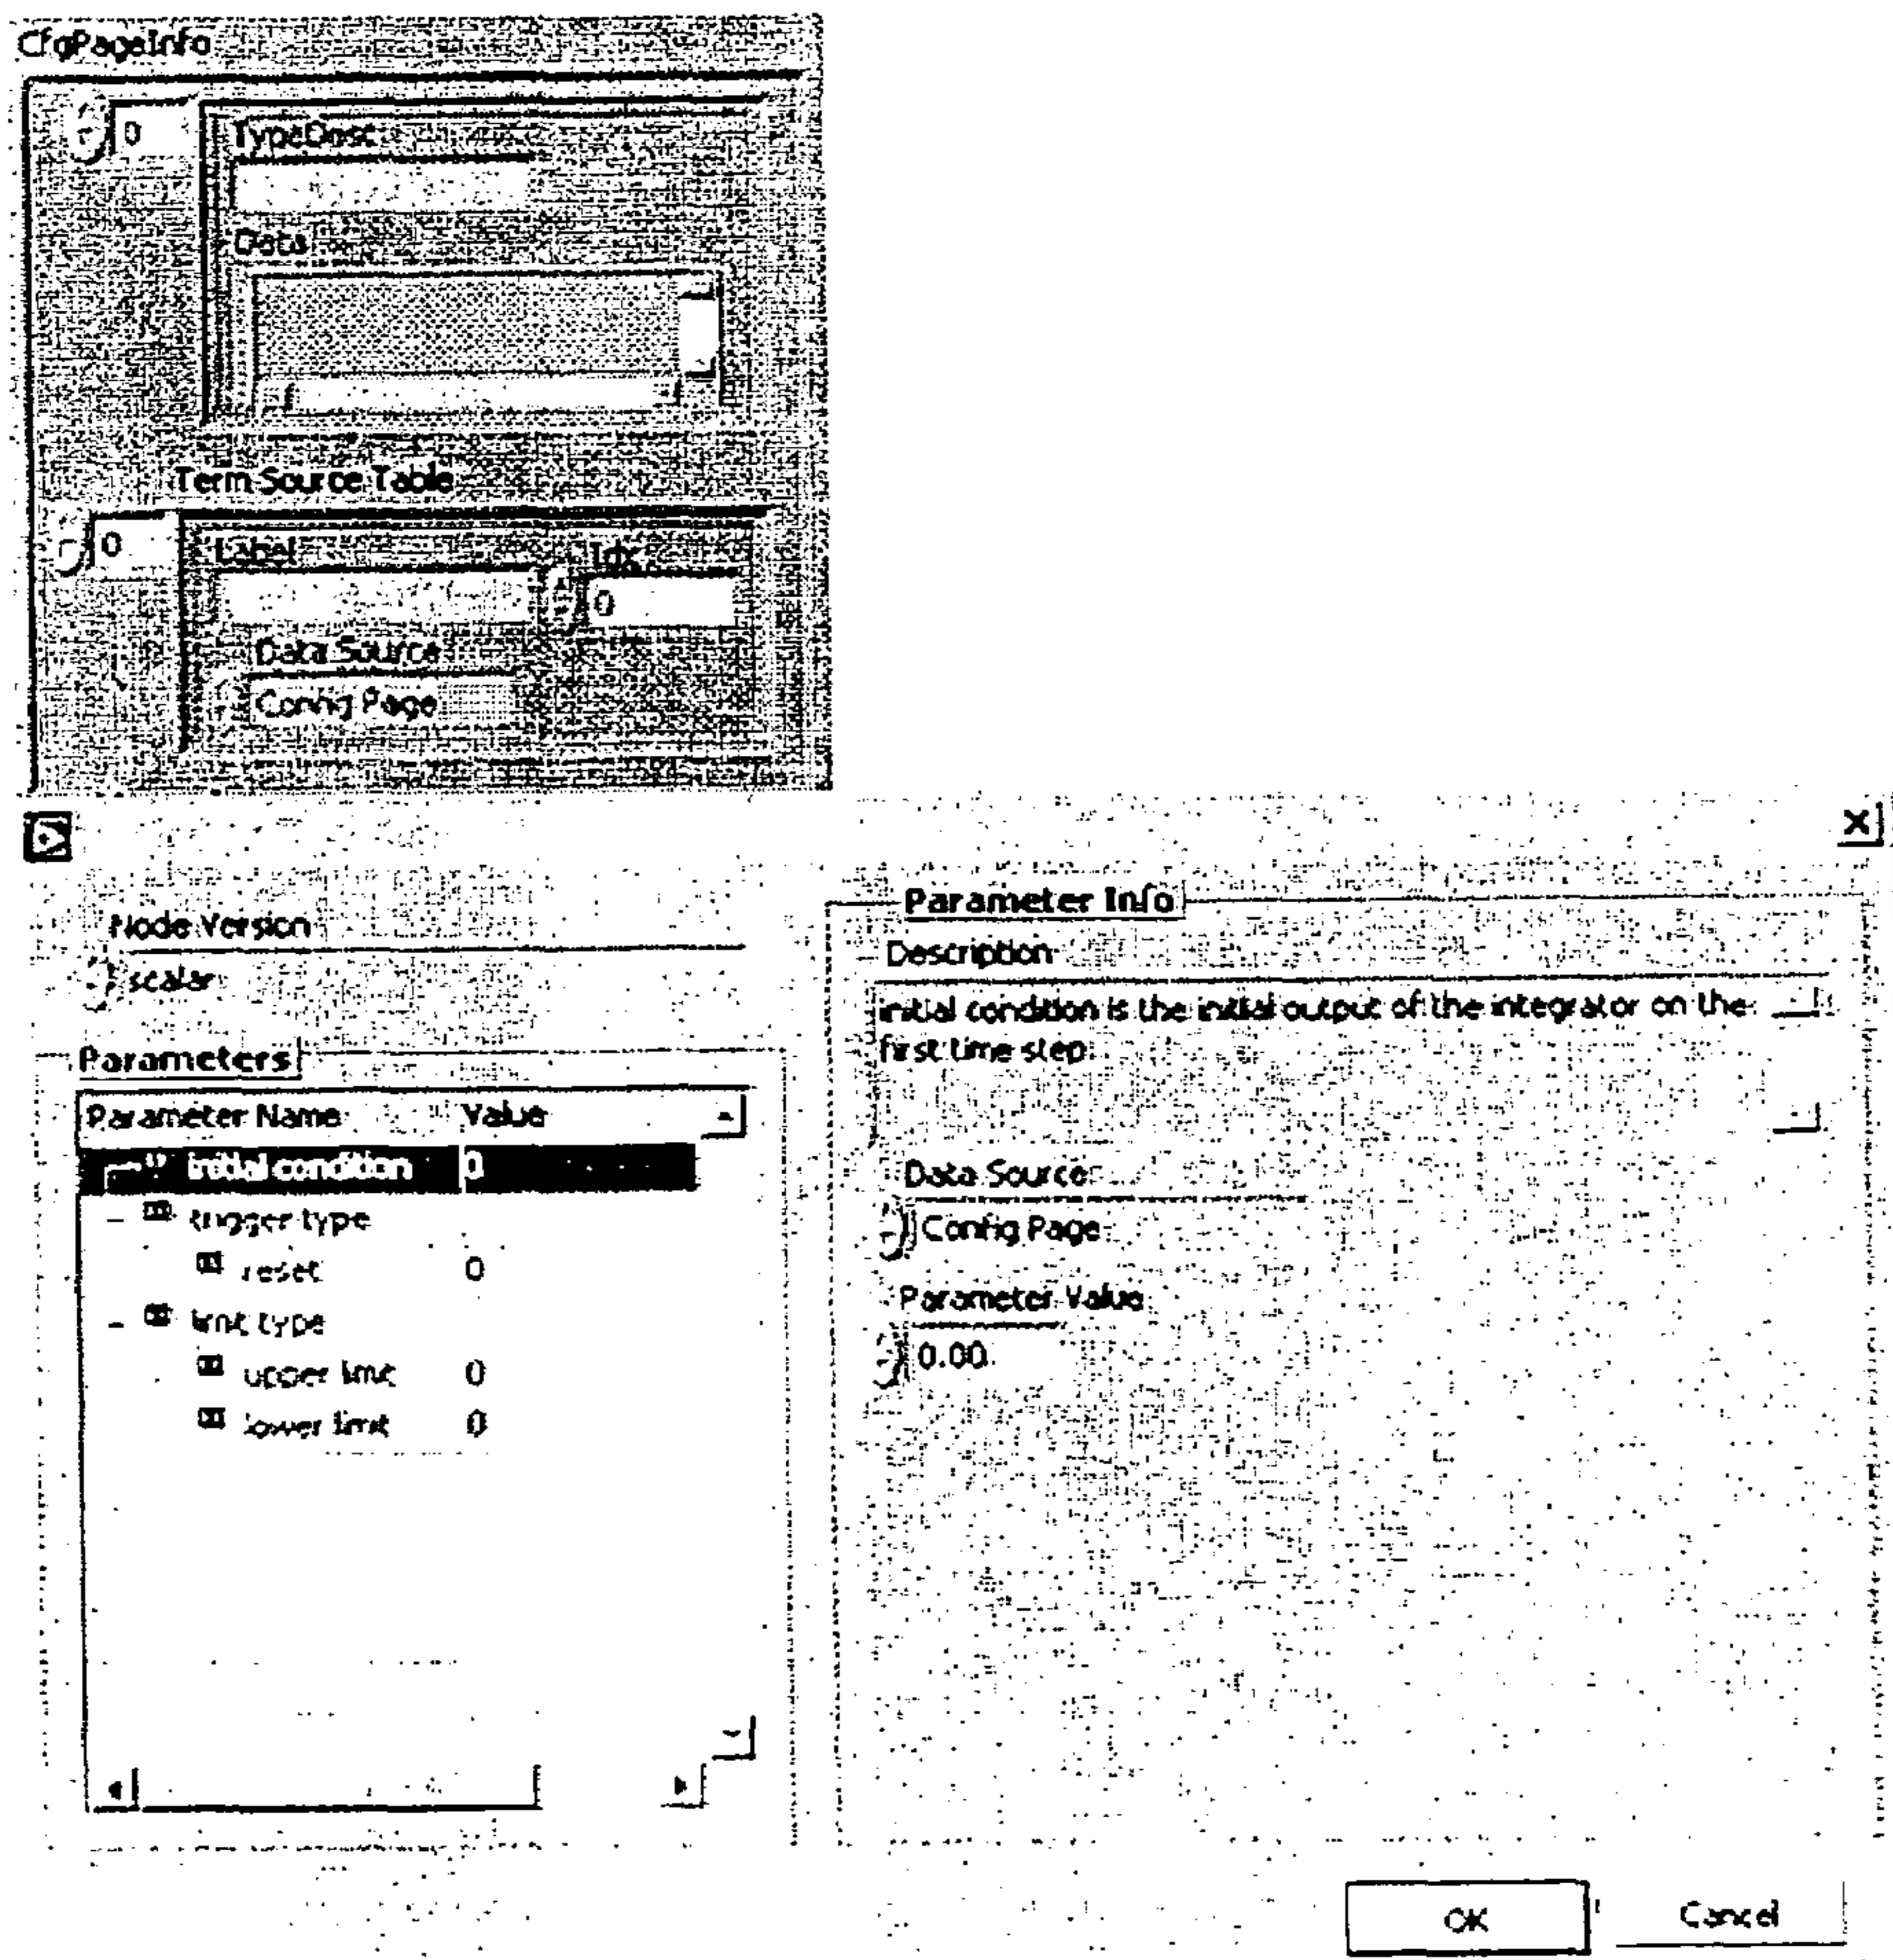 CfgPageInfo
0
TypeDesc
Data
Term Source Table
0
Label
Idx
0
Data Source
Config Page
Node Version
scalar
Parameters
Parameter Name Value
initial condition 0
trigger type
reset 0
limit type
upper limit 0
lower limit 0
Parameter Info
Description
initial condition is the initial output of the integrator on the
first time step.
Data Source
Config Page
Parameter Value
0.00
OK
Cancel